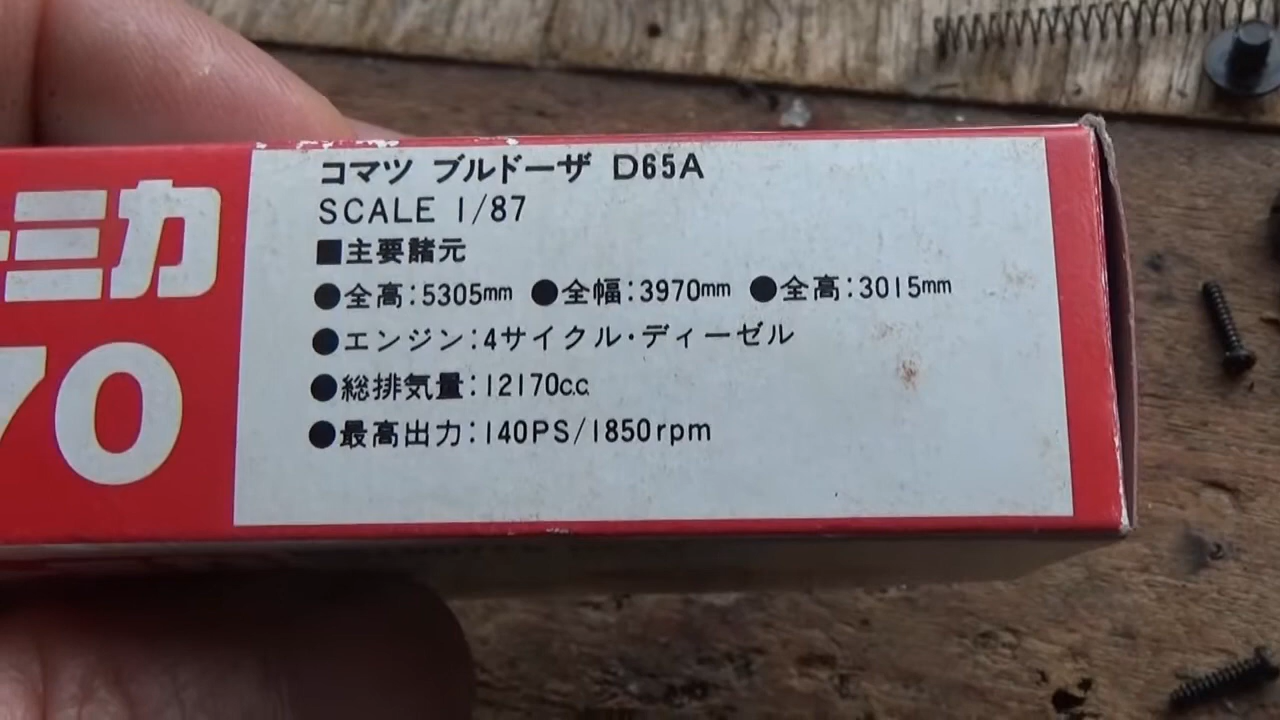 ーミカ
70
コマツ ブルドーザ D65A
SCALE 1/87
■主要諸元
●全高:5305mm ●全幅:3970mm ●全高:3015mm
●エンジン:4サイクル・ディーゼル
●総排気量:12170c.c.
●最高出力:140PS/1850rpm